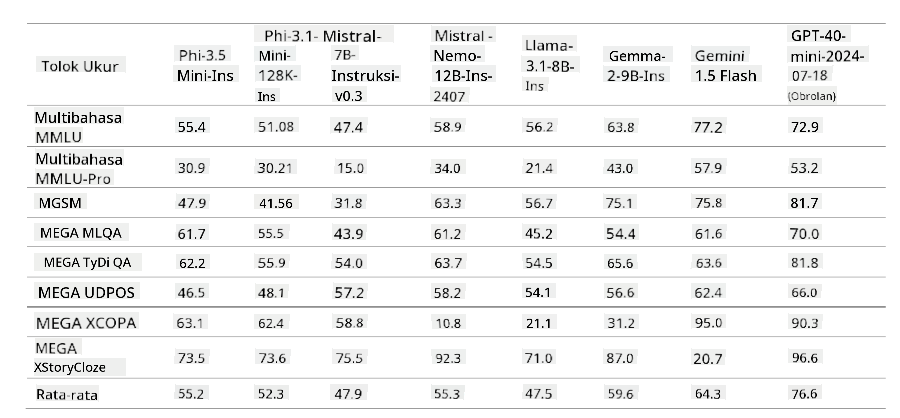 Tolok Ukur | Phi-3.5 Mini-Ins | Phi-3.1- Mini-128K-Ins | Mistral-7B-Instruksi-v0.3 | Mistral-Nemo-12B-Ins-2407 | Llama-3.1-8B-Ins | Gemma-2-9B-Ins | Gemini 1.5 Flash | GPT-40-mini-2024-07-18 (Obrolan)
Multibahasa MMLU | 55.4 | 51.08 | 47.4 | 58.9 | 56.2 | 63.8 | 77.2 | 72.9
Multibahasa MMLU-Pro | 30.9 | 30.21 | 15.0 | 34.0 | 21.4 | 43.0 | 57.9 | 53.2
MGSM | 47.9 | 41.56 | 31.8 | 63.3 | 56.7 | 75.1 | 75.8 | 81.7
MEGA MLQA | 61.7 | 55.5 | 43.9 | 61.2 | 45.2 | 54.4 | 61.6 | 70.0
MEGA TyDi QA | 62.2 | 55.9 | 54.0 | 63.7 | 54.5 | 65.6 | 63.6 | 81.8
MEGA UDPOS | 46.5 | 48.1 | 57.2 | 58.2 | 54.1 | 56.6 | 62.4 | 66.0
MEGA XCOPA | 63.1 | 62.4 | 58.8 | 10.8 | 21.1 | 31.2 | 95.0 | 90.3
MEGA XStoryCloze | 73.5 | 73.6 | 75.5 | 92.3 | 71.0 | 87.0 | 20.7 | 96.6
Rata-rata | 55.2 | 52.3 | 47.9 | 55.3 | 47.5 | 59.6 | 64.3 | 76.6